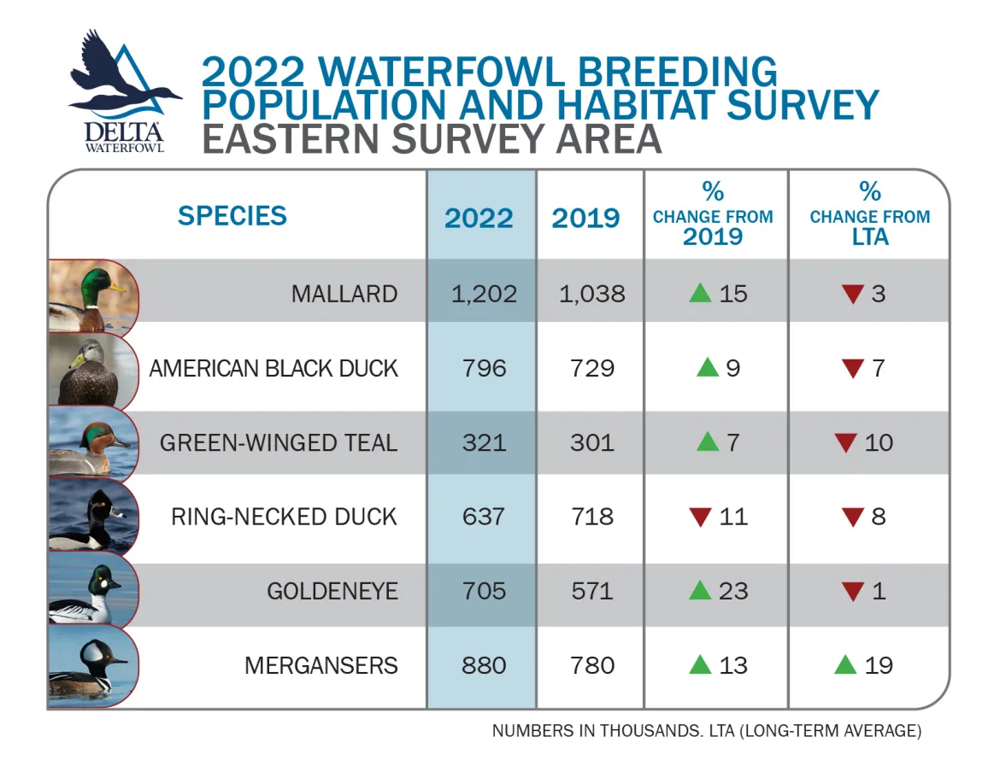 DELTA
WATERFOWL
2022 WATERFOWL BREEDING
POPULATION AND HABITAT SURVEY
EASTERN SURVEY AREA
SPECIES
2022
2019
%
CHANGE FROM
2019
%
CHANGE FROM
LTA
MALLARD 1,202 1,038 15 3
AMERICAN BLACK DUCK 796 729 9 7
GREEN-WINGED TEAL 321 301 7 10
RING-NECKED DUCK 637 718 11 8
GOLDENEYE 705 571 23 1
MERGANSERS 880 780 13 19
NUMBERS IN THOUSANDS. LTA (LONG-TERM AVERAGE)